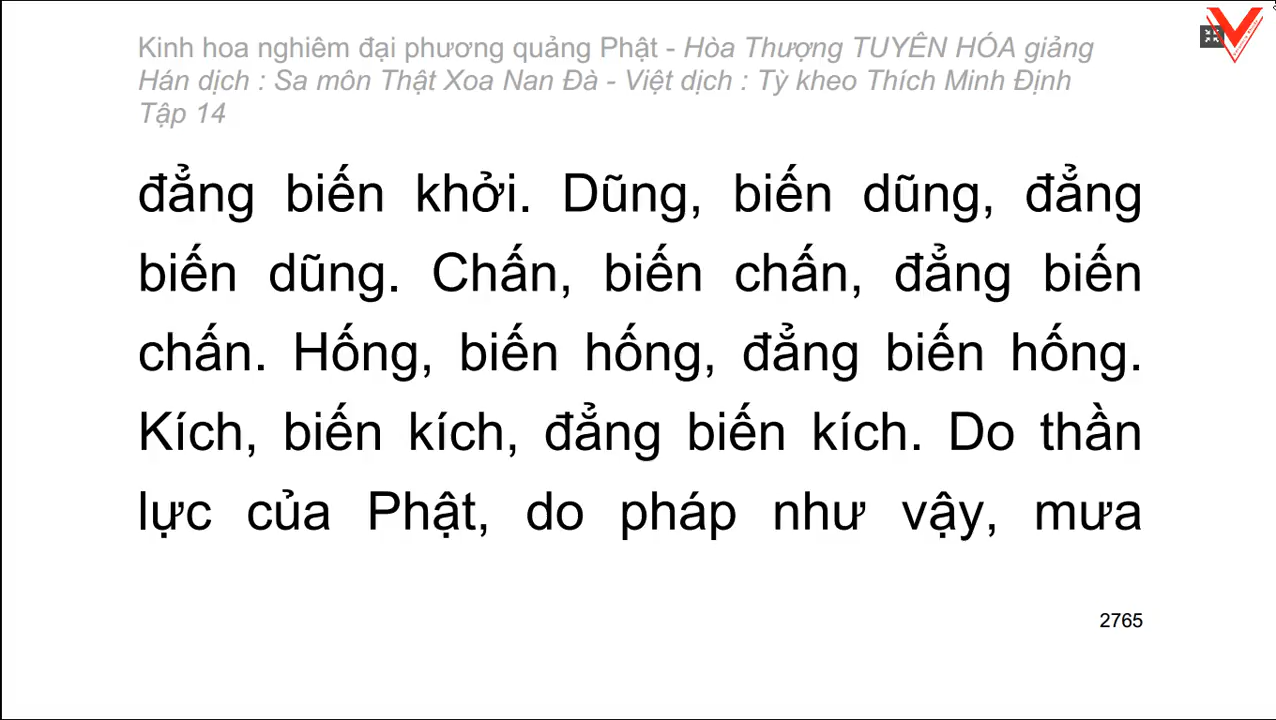 Kinh hoa nghiêm đại phương quảng Phật - Hòa Thượng TUYÊN HÓA giảng
Hán dịch : Sa môn Thật Xoa Nan Đà - Việt dịch : Tỳ kheo Thích Minh Định
Tập 14
đẳng biến khởi. Dũng, biến dũng, đẳng
biến dũng. Chấn, biến chấn, đẳng biến
chấn. Hống, biến hống, đẳng biến hống.
Kích, biến kích, đẳng biến kích. Do thần
lực của Phật, do pháp như vậy, mưa
2765